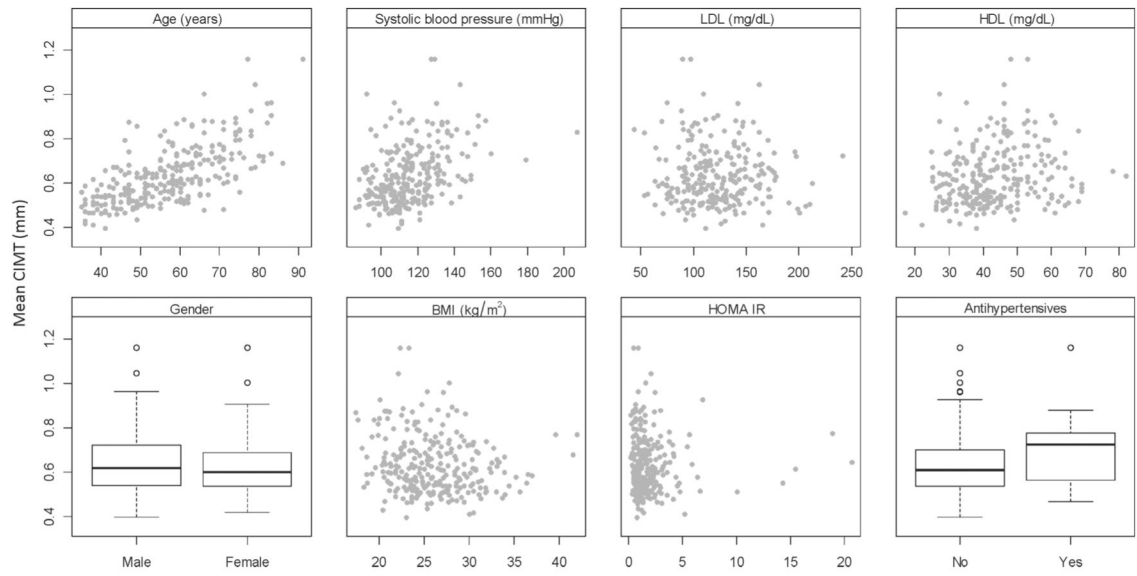 Age (years) Systolic blood pressure (mmHg) LDL (mg/dL) HDL (mg/dL)
Mean CIMT (mm)
1.2
1.0
0.8
0.6
0.4
40 50 60 70 80 90 100 120 140 160 180 200 50 100 150 200 250 20 30 40 50 60 70 80
Gender BMI (kg/m²) HOMA IR Antihypertensives
1.2
1.0
0.8
0.6
0.4
Male Female 20 25 30 35 40 0 5 10 15 20 No Yes